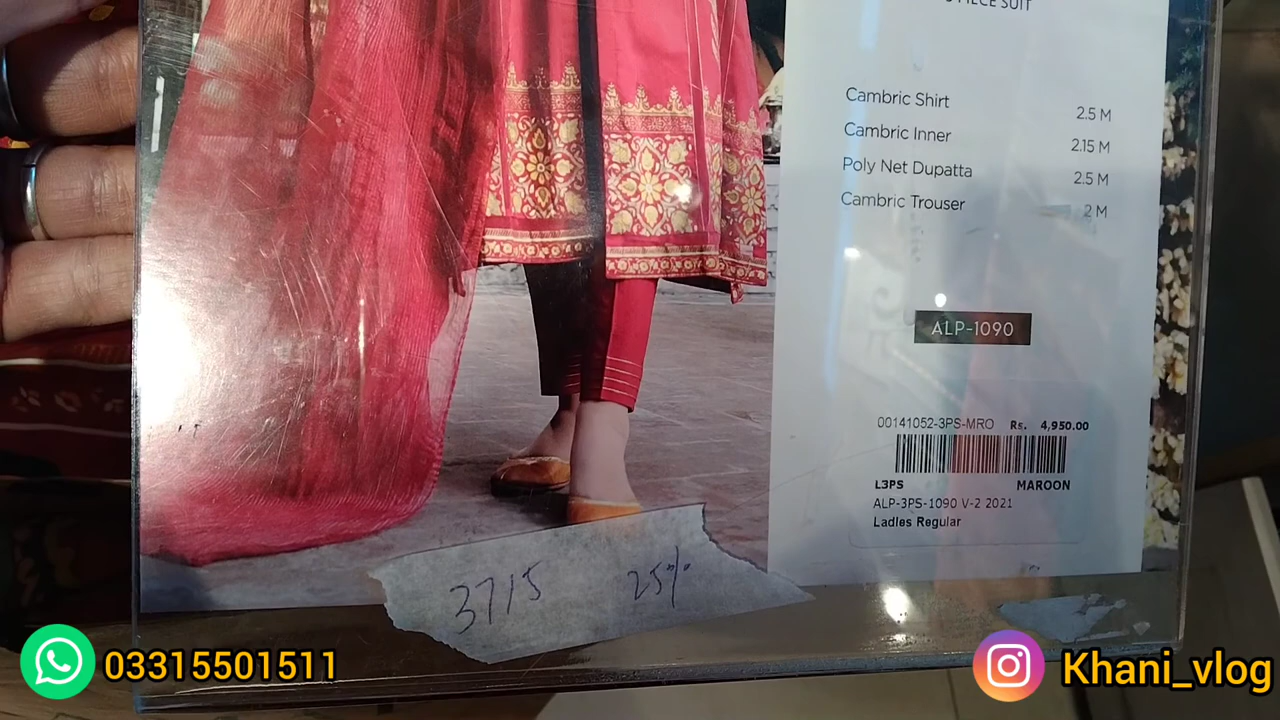 PIECE SUIT
Cambric Shirt 2.5 M
Cambric Inner 2.15 M
Poly Net Dupatta 2.5 M
Cambric Trouser 2 M
ALP-1090
00141052-3PS-MRO Rs. 4,950.00
L3PS MAROON
ALP-3PS-1090 V-2 2021
Ladies Regular
3715 25%
03315501511
Khani_vlog